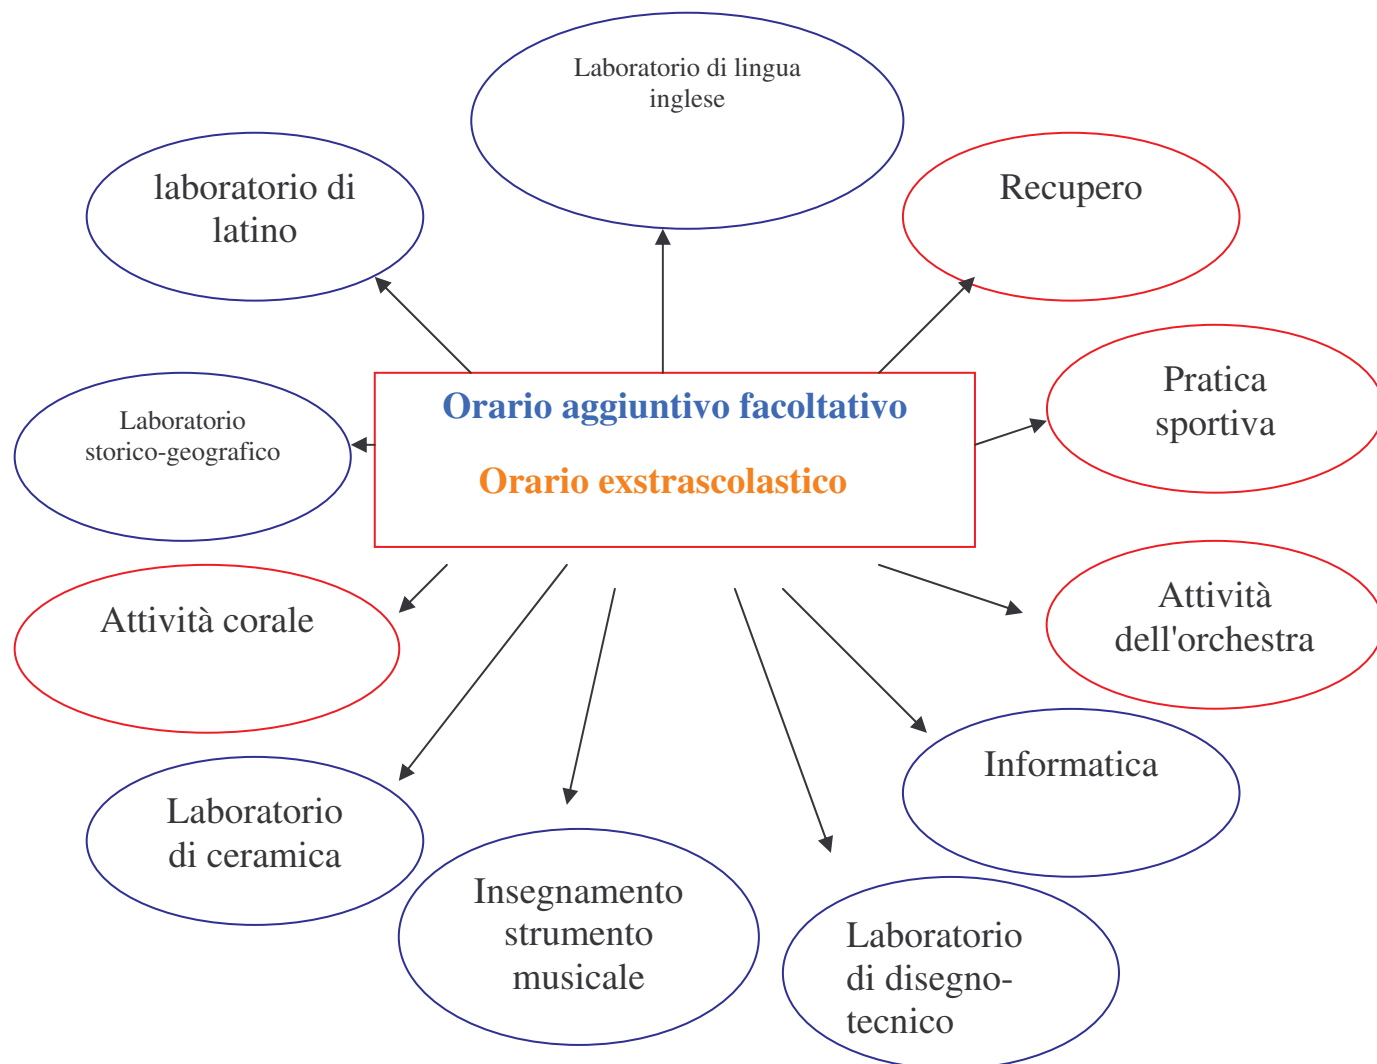 Laboratorio di lingua
inglese
laboratorio di
latino
Recupero
Pratica
sportiva
Orario aggiuntivo facoltativo
Orario exstrascolastico
Laboratorio
storico-geografico
Attività corale
Attività
dell'orchestra
Informatica
Laboratorio
di ceramica
Insegnamento
strumento
musicale
Laboratorio
di disegno-
tecnico